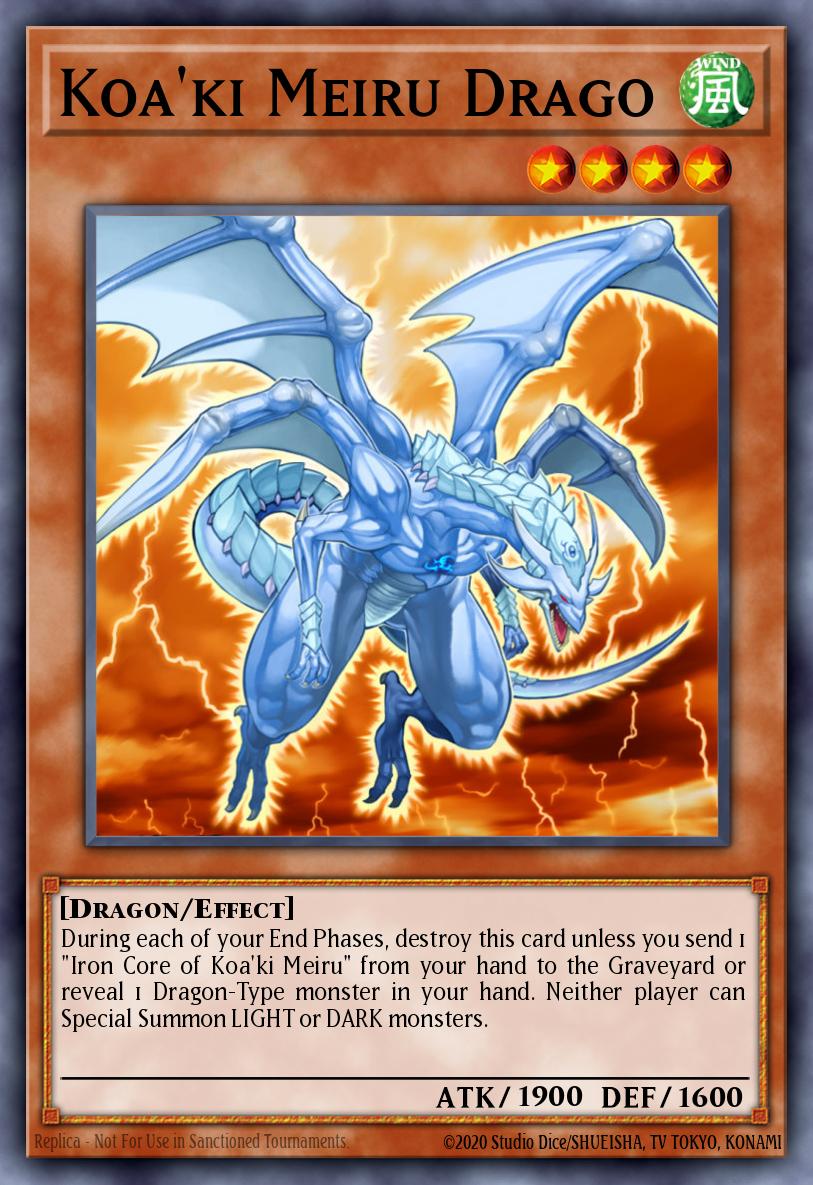 Koa'ki Meiru Drago
WIND
風
[Dragon/Effect]
During each of your End Phases, destroy this card unless you send 1
"Iron Core of Koa'ki Meiru" from your hand to the Graveyard or
reveal 1 Dragon-Type monster in your hand. Neither player can
Special Summon LIGHT or DARK monsters.
ATK/1900 DEF/1600
Replica - Not For Use in Sanctioned Tournaments.
©2020 Studio Dice/SHUEISHA, TV TOKYO, KONAMI